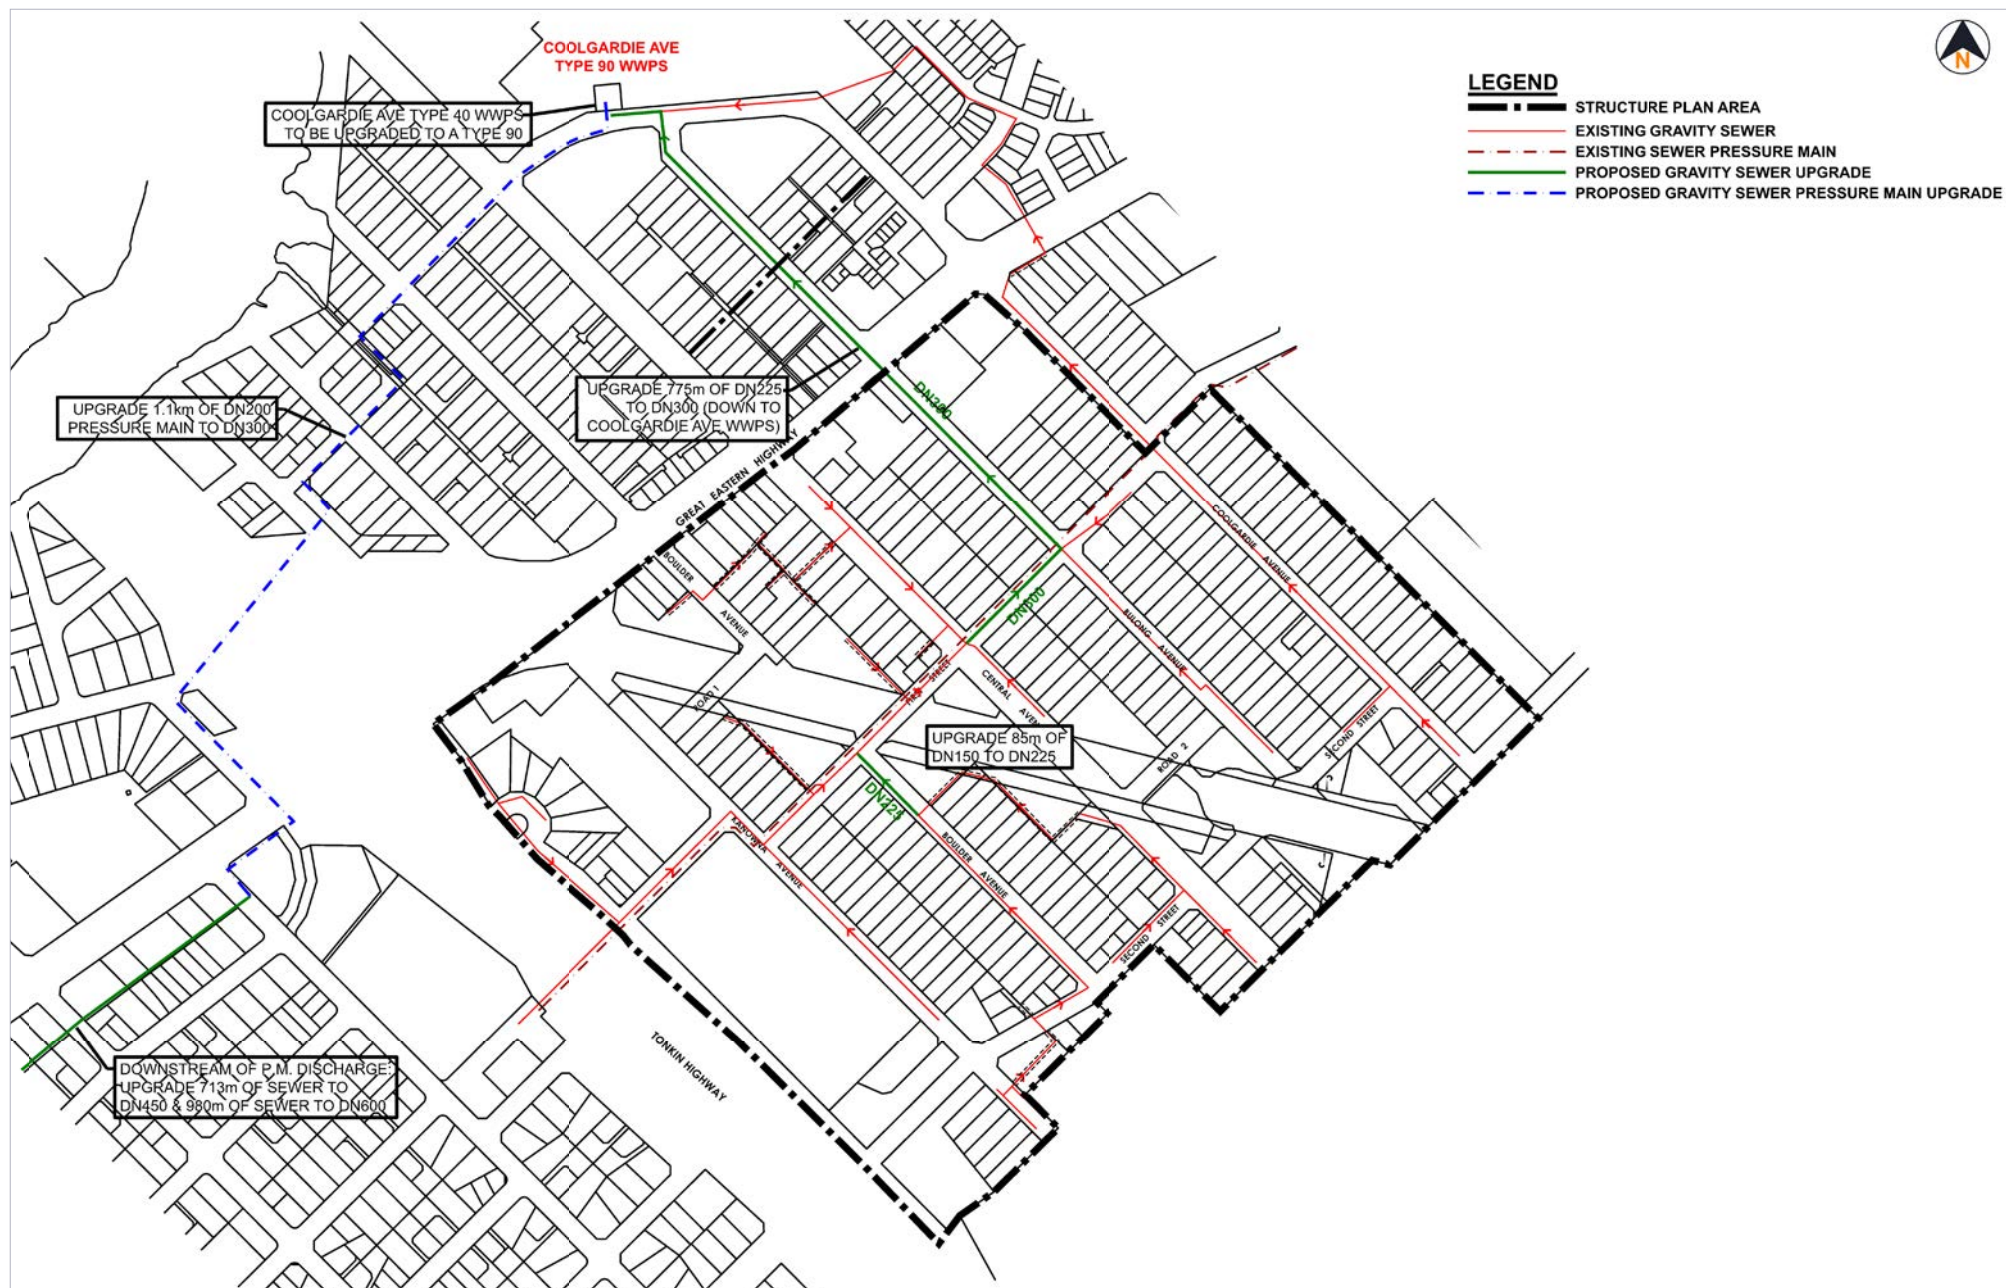 COOLGARDIE AVE
TYPE 90 WWPS
COOLGARDIE AVE TYPE 40 WWPS
TO BE UPGRADED TO A TYPE 90
N
LEGEND
STRUCTURE PLAN AREA
EXISTING GRAVITY SEWER
EXISTING SEWER PRESSURE MAIN
PROPOSED GRAVITY SEWER UPGRADE
PROPOSED GRAVITY SEWER PRESSURE MAIN UPGRADE
UPGRADE 775m OF DN225
TO DN300 (DOWN TO
COOLGARDIE AVE WWPS)
UPGRADE 1.1km OF DN200
PRESSURE MAIN TO DN300
DN300
GREAT EASTERN HIGHWAY
COOLGARDIE AVENUE
BOULDER
AVENUE
DN300
BULONG AVENUE
STREET
CENTRAL
ROAD 1
SECOND STREET
UPGRADE 85m OF
DN150 TO DN225
ROAD 2
DN225
KANOWNA AVENUE
BOULDER AVENUE
SECOND STREET
TONKIN HIGHWAY
DOWNSTREAM OF P.M. DISCHARGE:
UPGRADE 713m OF SEWER TO
DN450 & 980m OF SEWER TO DN600